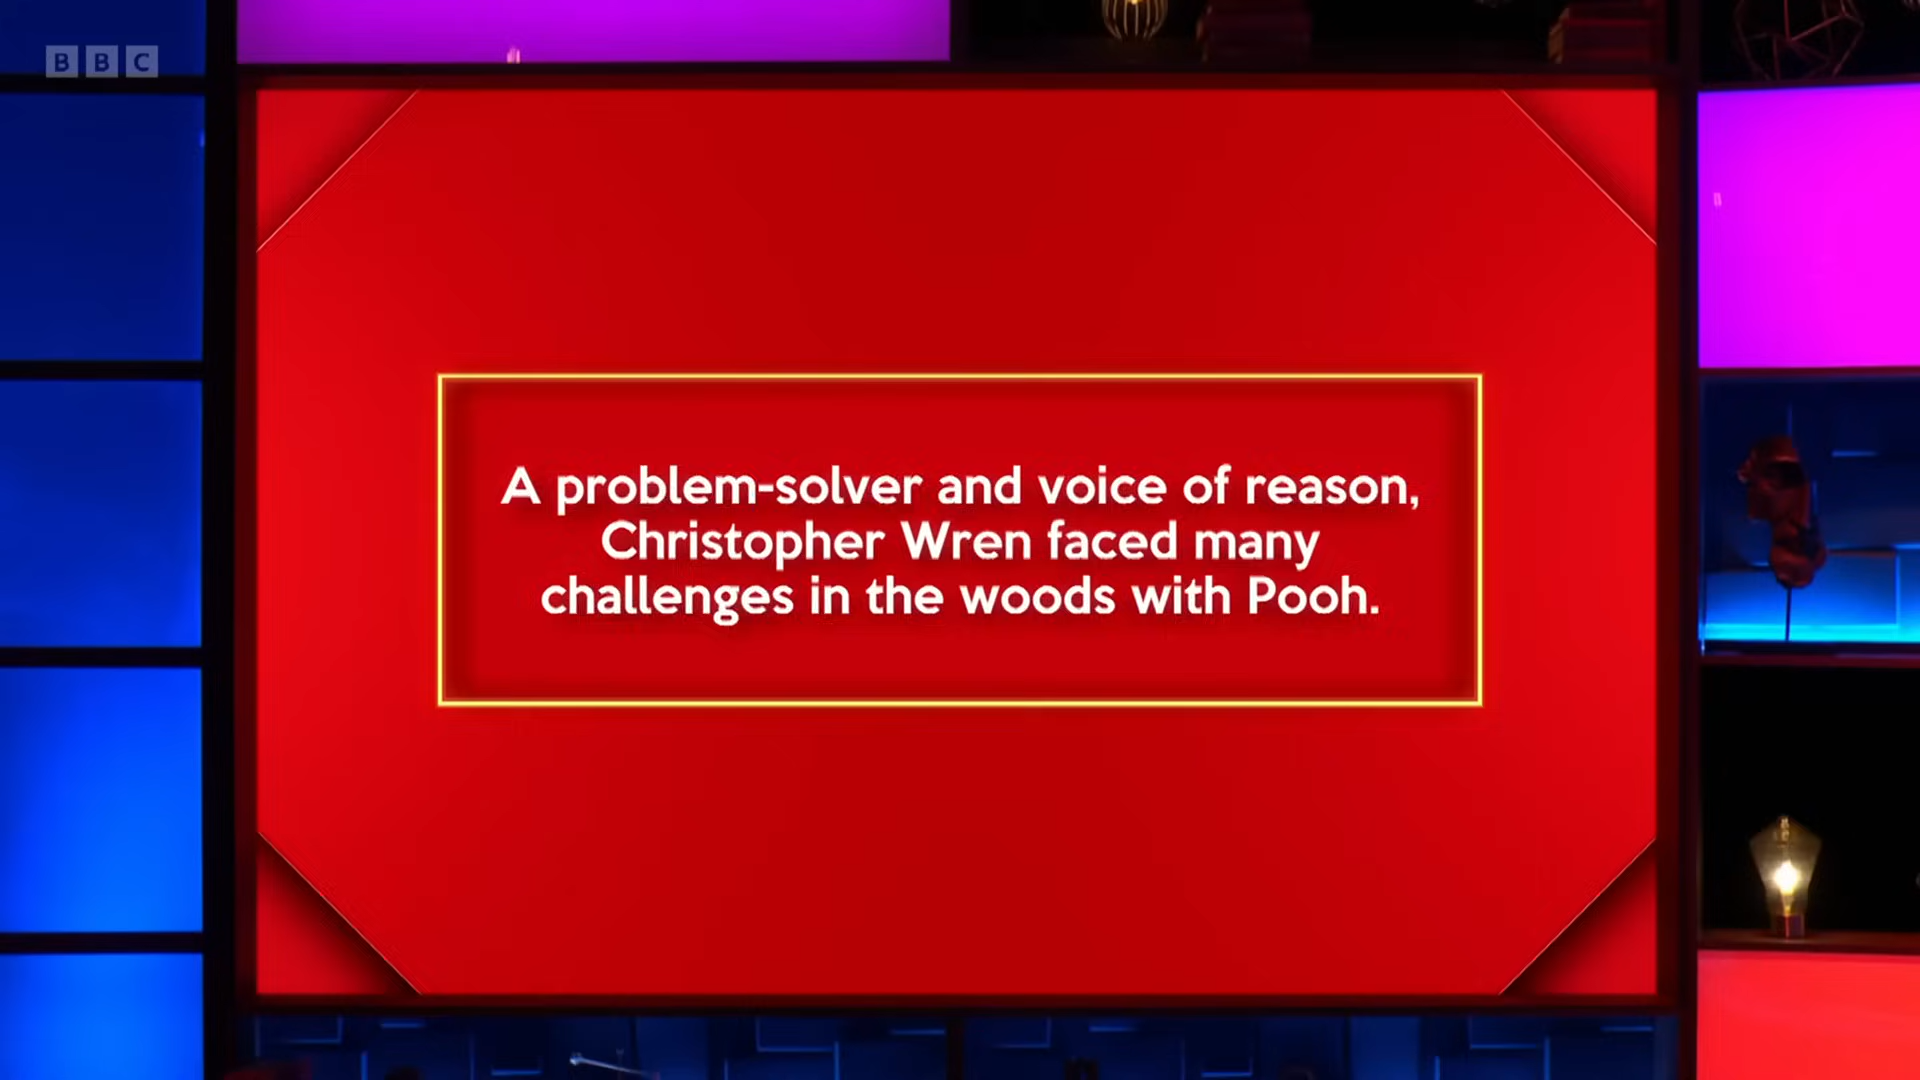 BBC
A problem-solver and voice of reason,
Christopher Wren faced many
challenges in the woods with Pooh.